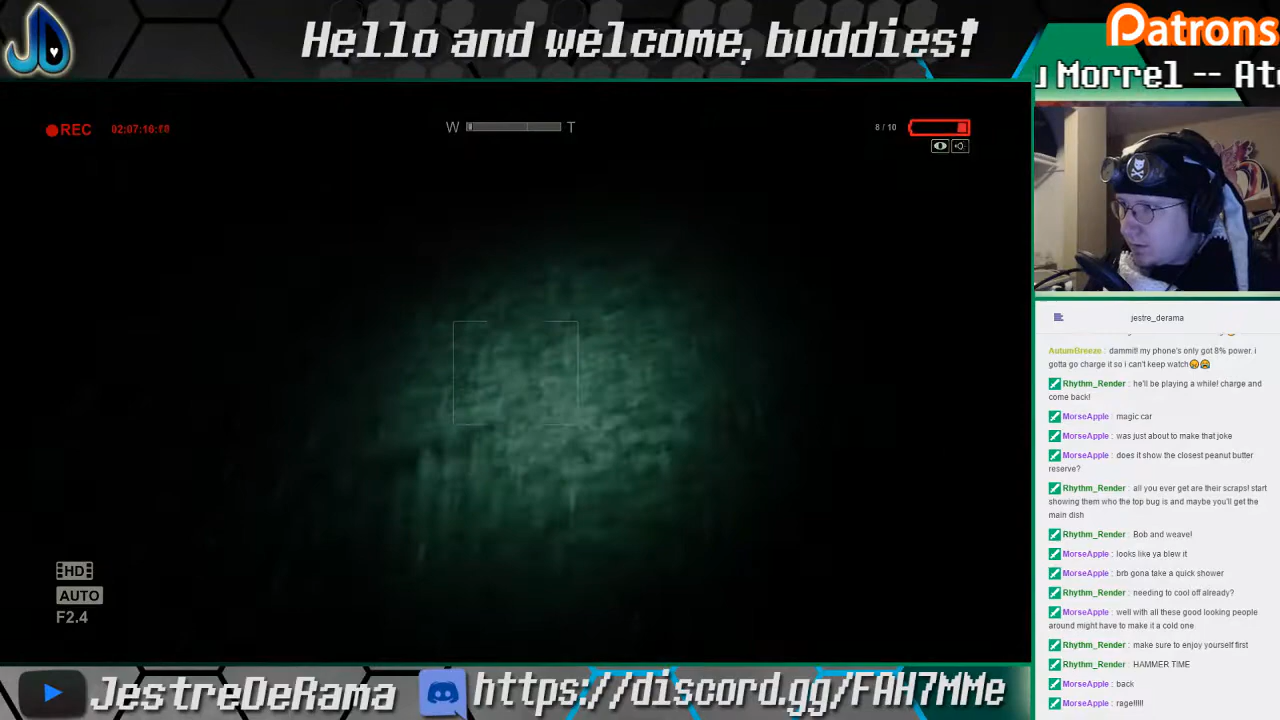 Hello and welcome, buddies!
Patrons
Morrel -- At
REC
02:07:16:18
W
T
8 / 10
jestre_derama
AutumBreeze : dammit! my phone's only got 8% power. i
gotta go charge it so i can't keep watch
Rhythm_Render : he'll be playing a while! charge and
come back!
MorseApple : magic car
MorseApple : was just about to make that joke
MorseApple : does it show the closest peanut butter
reserve?
Rhythm_Render : all you ever get are their scraps! start
showing them who the top bug is and maybe you'll get the
main dish
Rhythm_Render : Bob and weave!
MorseApple : looks like ya blew it
MorseApple : brb gona take a quick shower
Rhythm_Render : needing to cool off already?
MorseApple : well with all these good looking people
around might have to make it a cold one
Rhythm_Render : make sure to enjoy yourself first
Rhythm_Render : HAMMER TIME
MorseApple : back
MorseApple : rage!!!!!
HD
AUTO
F2.4
JestreDeRama
https://discord.gg/FAH7MMe